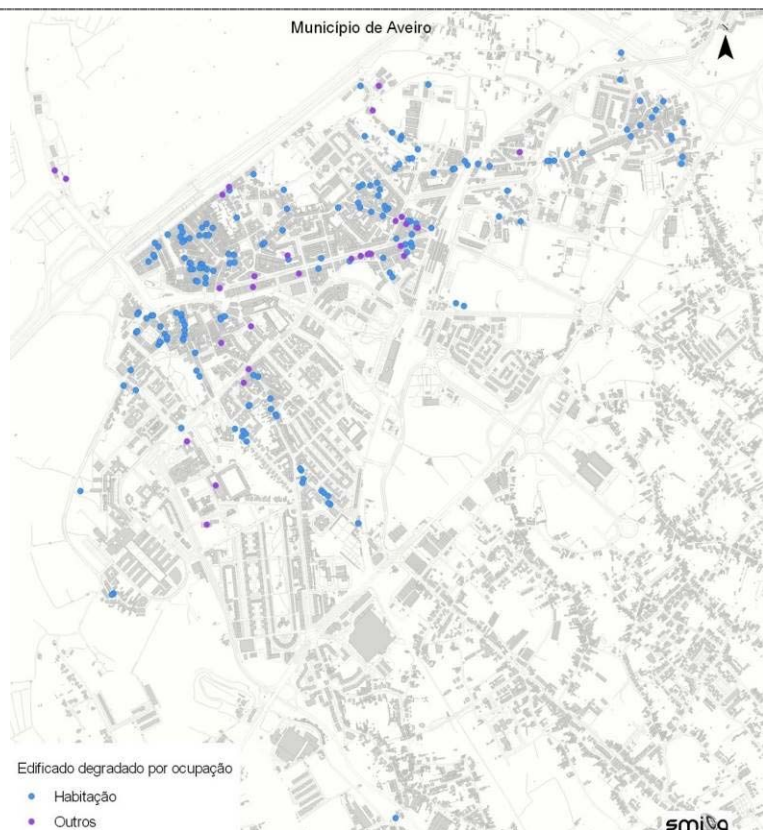 Município de Aveiro
Edificado degradado por ocupação
Habitação
Outros